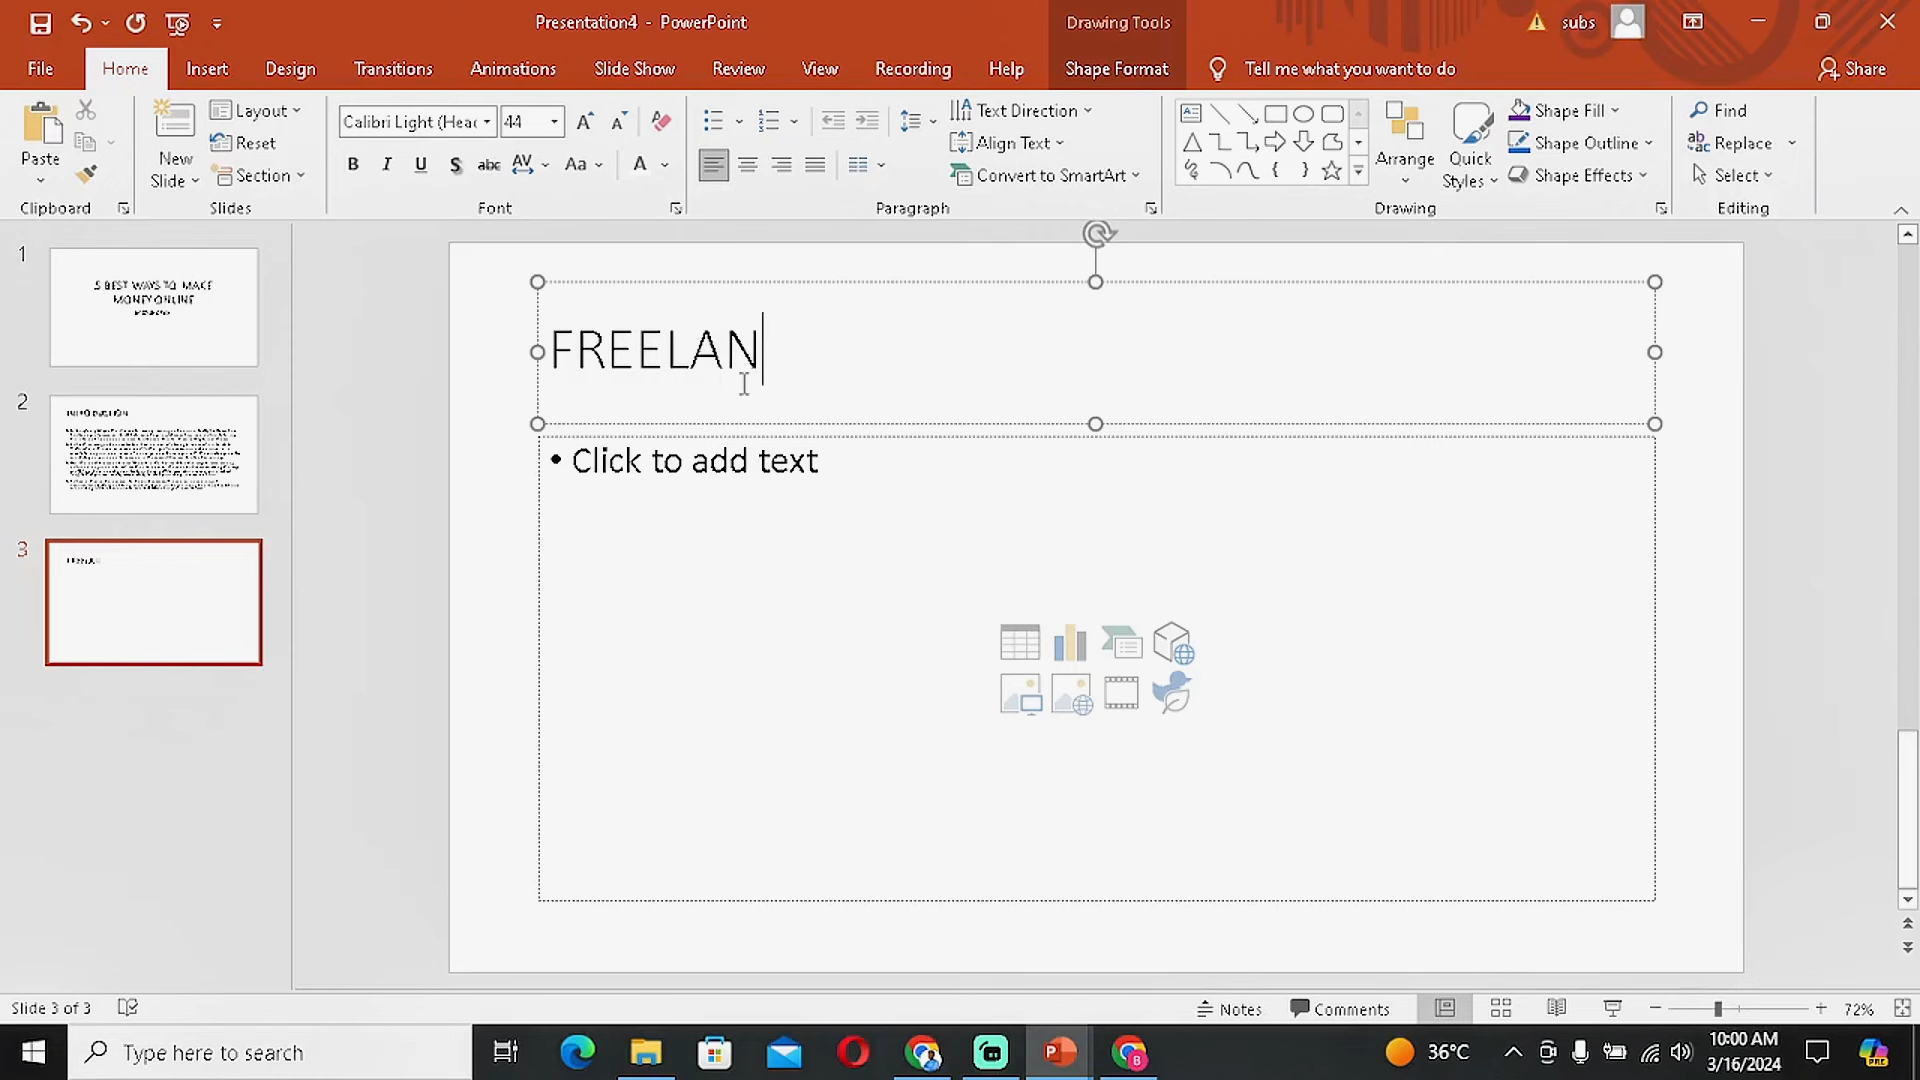 Presentation4 - PowerPoint
Drawing Tools
subs
File
Home
Insert
Design
Transitions
Animations
Slide Show
Review
View
Recording
Help
Shape Format
Tell me what you want to do
Share
Paste
New
Slide
Layout
Reset
Section
Calibri Light (Head
44
Text Direction
Align Text
Convert to SmartArt
Arrange
Quick
Styles
Shape Fill
Shape Outline
Shape Effects
Find
Replace
Select
Clipboard
Slides
Font
Paragraph
Drawing
Editing
1
5 BEST WAYS TO MAKE
MONEY ONLINE
2
INTRODUCTION
3
FREELAN
FREELAN
• Click to add text
Slide 3 of 3
Notes
Comments
72%
Type here to search
36°C
10:00 AM
3/16/2024